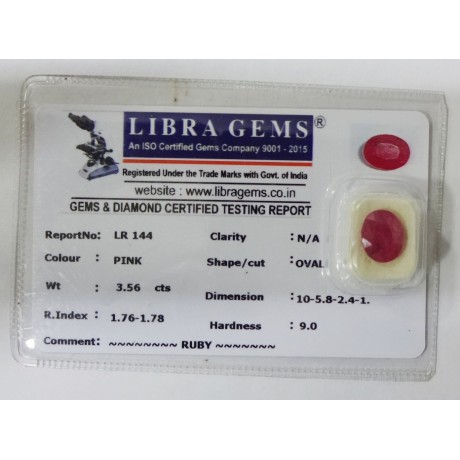 LIBRA GEMS®
An ISO Certified Gems Company 9001 - 2015
Registered Under the Trade Marks with Govt. of India
website : www.libragems.co.in
GEMS & DIAMOND CERTIFIED TESTING REPORT
ReportNo: LR 144 Clarity : N/A
Colour : PINK Shape/cut : OVAL
Wt : 3.56 cts Dimension : 10-5.8-2.4-1.
R.Index : 1.76-1.78 Hardness : 9.0
Comment: ~~~~~~~~ RUBY ~~~~~~~